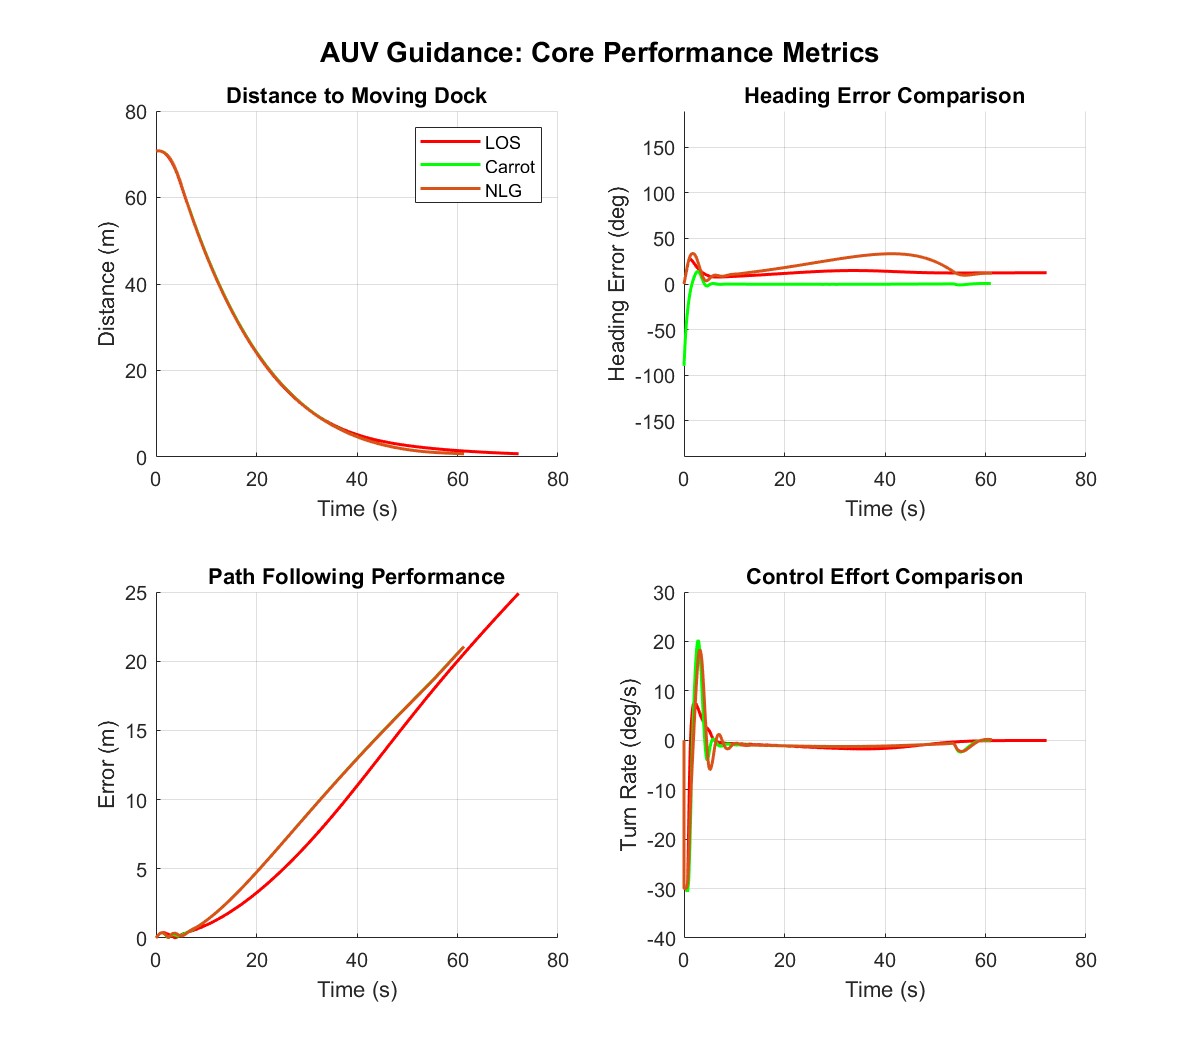 AUV Guidance: Core Performance Metrics
Distance to Moving Dock
80
60
40
20
0
Distance (m)
LOS
Carrot
NLG
0 20 40 60 80
Time (s)
Heading Error Comparison
150
100
50
0
-50
-100
-150
Heading Error (deg)
0 20 40 60 80
Time (s)
Path Following Performance
25
20
15
10
5
0
Error (m)
0 20 40 60 80
Time (s)
Control Effort Comparison
30
20
10
0
-10
-20
-30
-40
Turn Rate (deg/s)
0 20 40 60 80
Time (s)